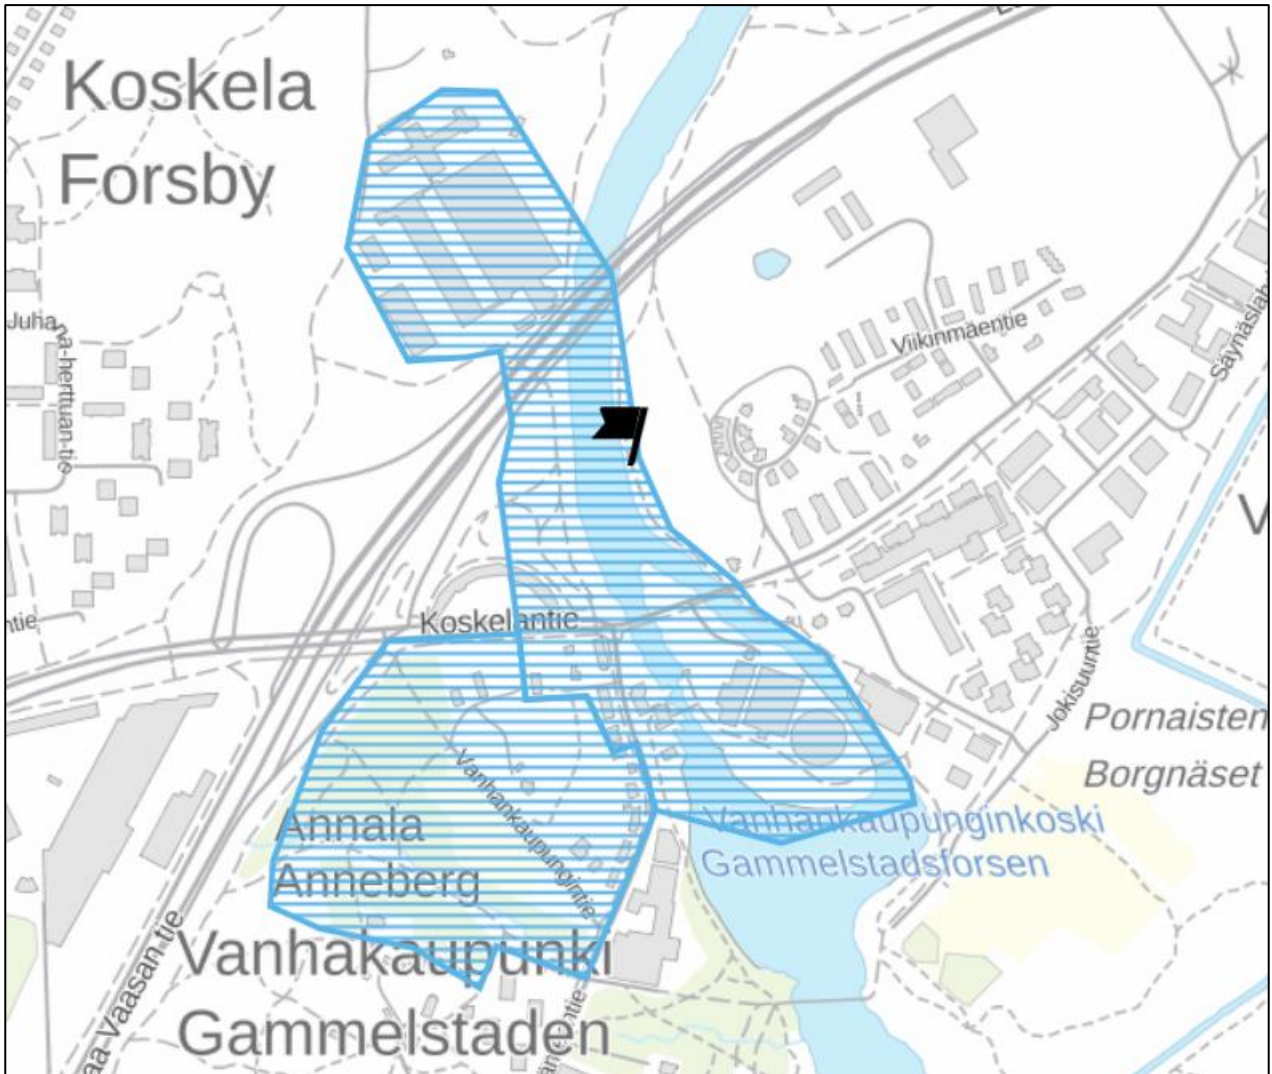 Koskela
Forsby
Juha
na-herttuan-tie
Viikinmäentie
Säynäslah
V
ntie
Koskelantie
Jokisuuntie
Pornaisten
Borgnäset
Vanhankaupungintie
Annala
Anneberg
Vanhankaupunginkoski
Gammelstadsforsen
Vanhakaupunki
Gammelstaden
aa-Vaasan tie